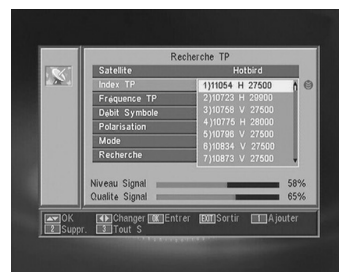 Recherche TP
Satellite Hotbird
Index TP 1)11054 H 27500
Fréquence TP 2)10723 H 29900
Débit Symbole 3)10758 V 27500
Polarisation 4)10775 H 28000
Mode 5)10796 V 27500
Recherche 6)10834 V 27500
7)10873 V 27500
Niveau Signal 58%
Qualite Signal 65%
OK Changer OK Entrer EXIT Sortir 1 Ajouter
2 Suppr. 3 Tout S